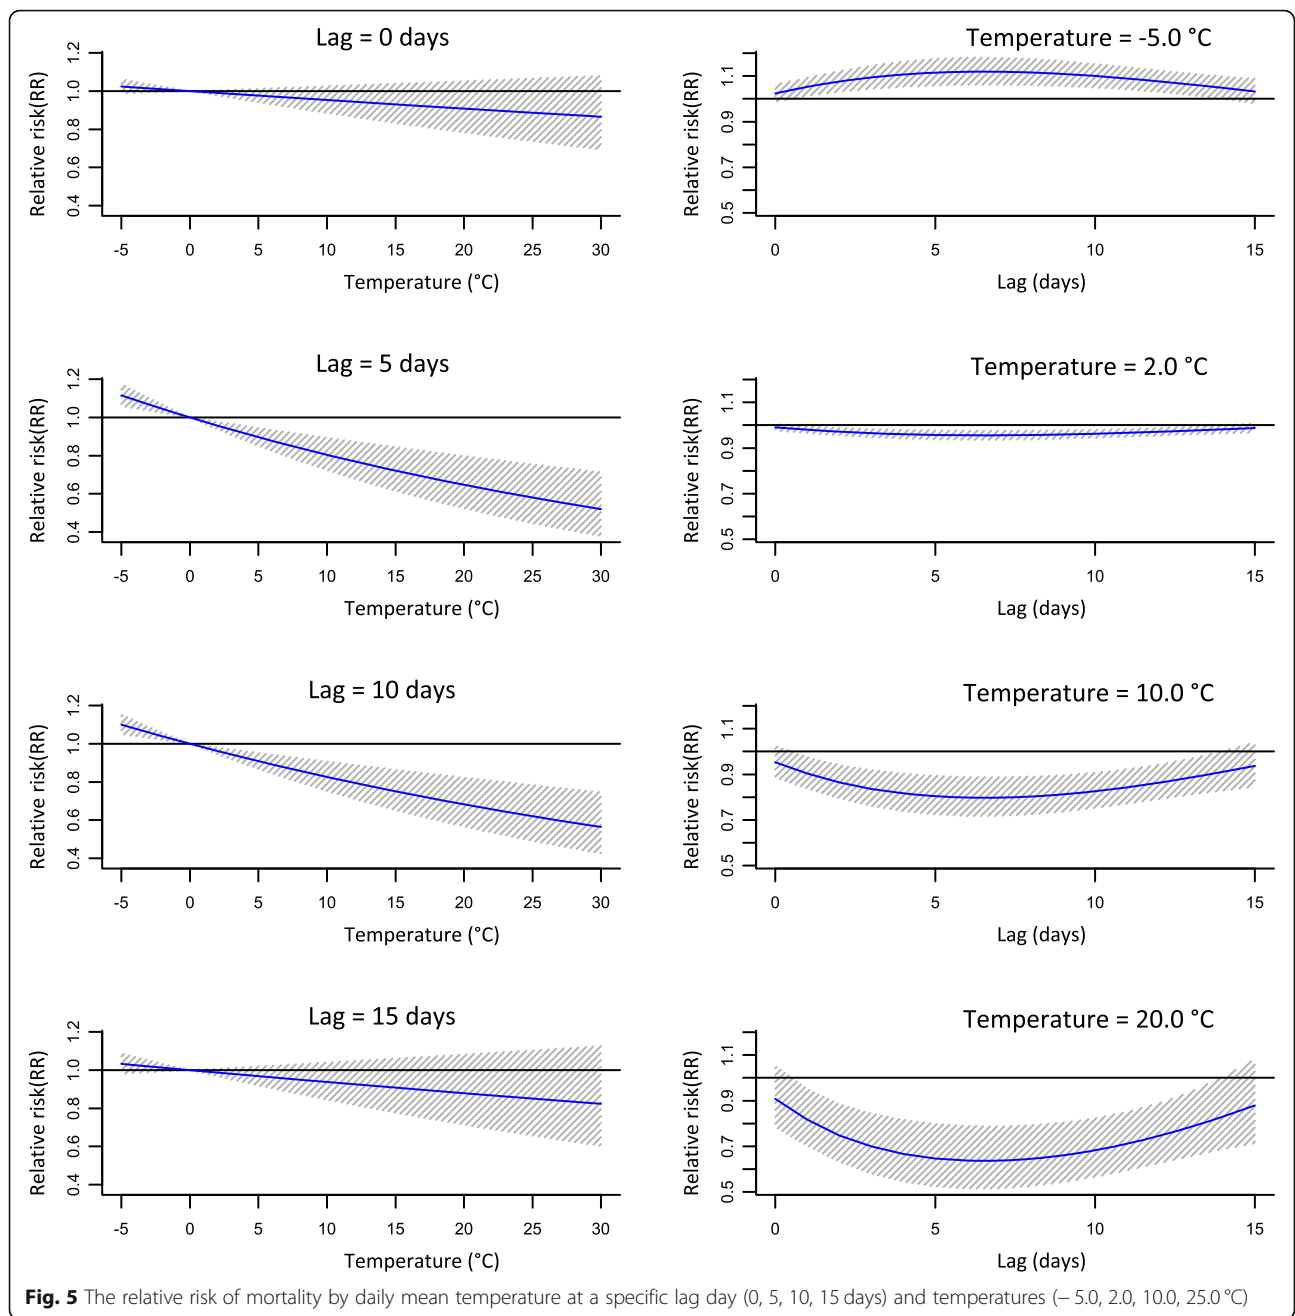 Lag = 0 days
Relative risk(RR)
1.2
1.0
0.8
0.6
0.4
-5 0 5 10 15 20 25 30
Temperature (°C)
Temperature = -5.0 °C
Relative risk(RR)
1.1
0.9
0.7
0.5
0 5 10 15
Lag (days)
Lag = 5 days
Relative risk(RR)
1.2
1.0
0.8
0.6
0.4
-5 0 5 10 15 20 25 30
Temperature (°C)
Temperature = 2.0 °C
Relative risk(RR)
1.1
0.9
0.7
0.5
0 5 10 15
Lag (days)
Lag = 10 days
Relative risk(RR)
1.2
1.0
0.8
0.6
0.4
-5 0 5 10 15 20 25 30
Temperature (°C)
Temperature = 10.0 °C
Relative risk(RR)
1.1
0.9
0.7
0.5
0 5 10 15
Lag (days)
Lag = 15 days
Relative risk(RR)
1.2
1.0
0.8
0.6
0.4
-5 0 5 10 15 20 25 30
Temperature (°C)
Temperature = 20.0 °C
Relative risk(RR)
1.1
0.9
0.7
0.5
0 5 10 15
Lag (days)
Fig. 5 The relative risk of mortality by daily mean temperature at a specific lag day (0, 5, 10, 15 days) and temperatures (− 5.0, 2.0, 10.0, 25.0 °C)